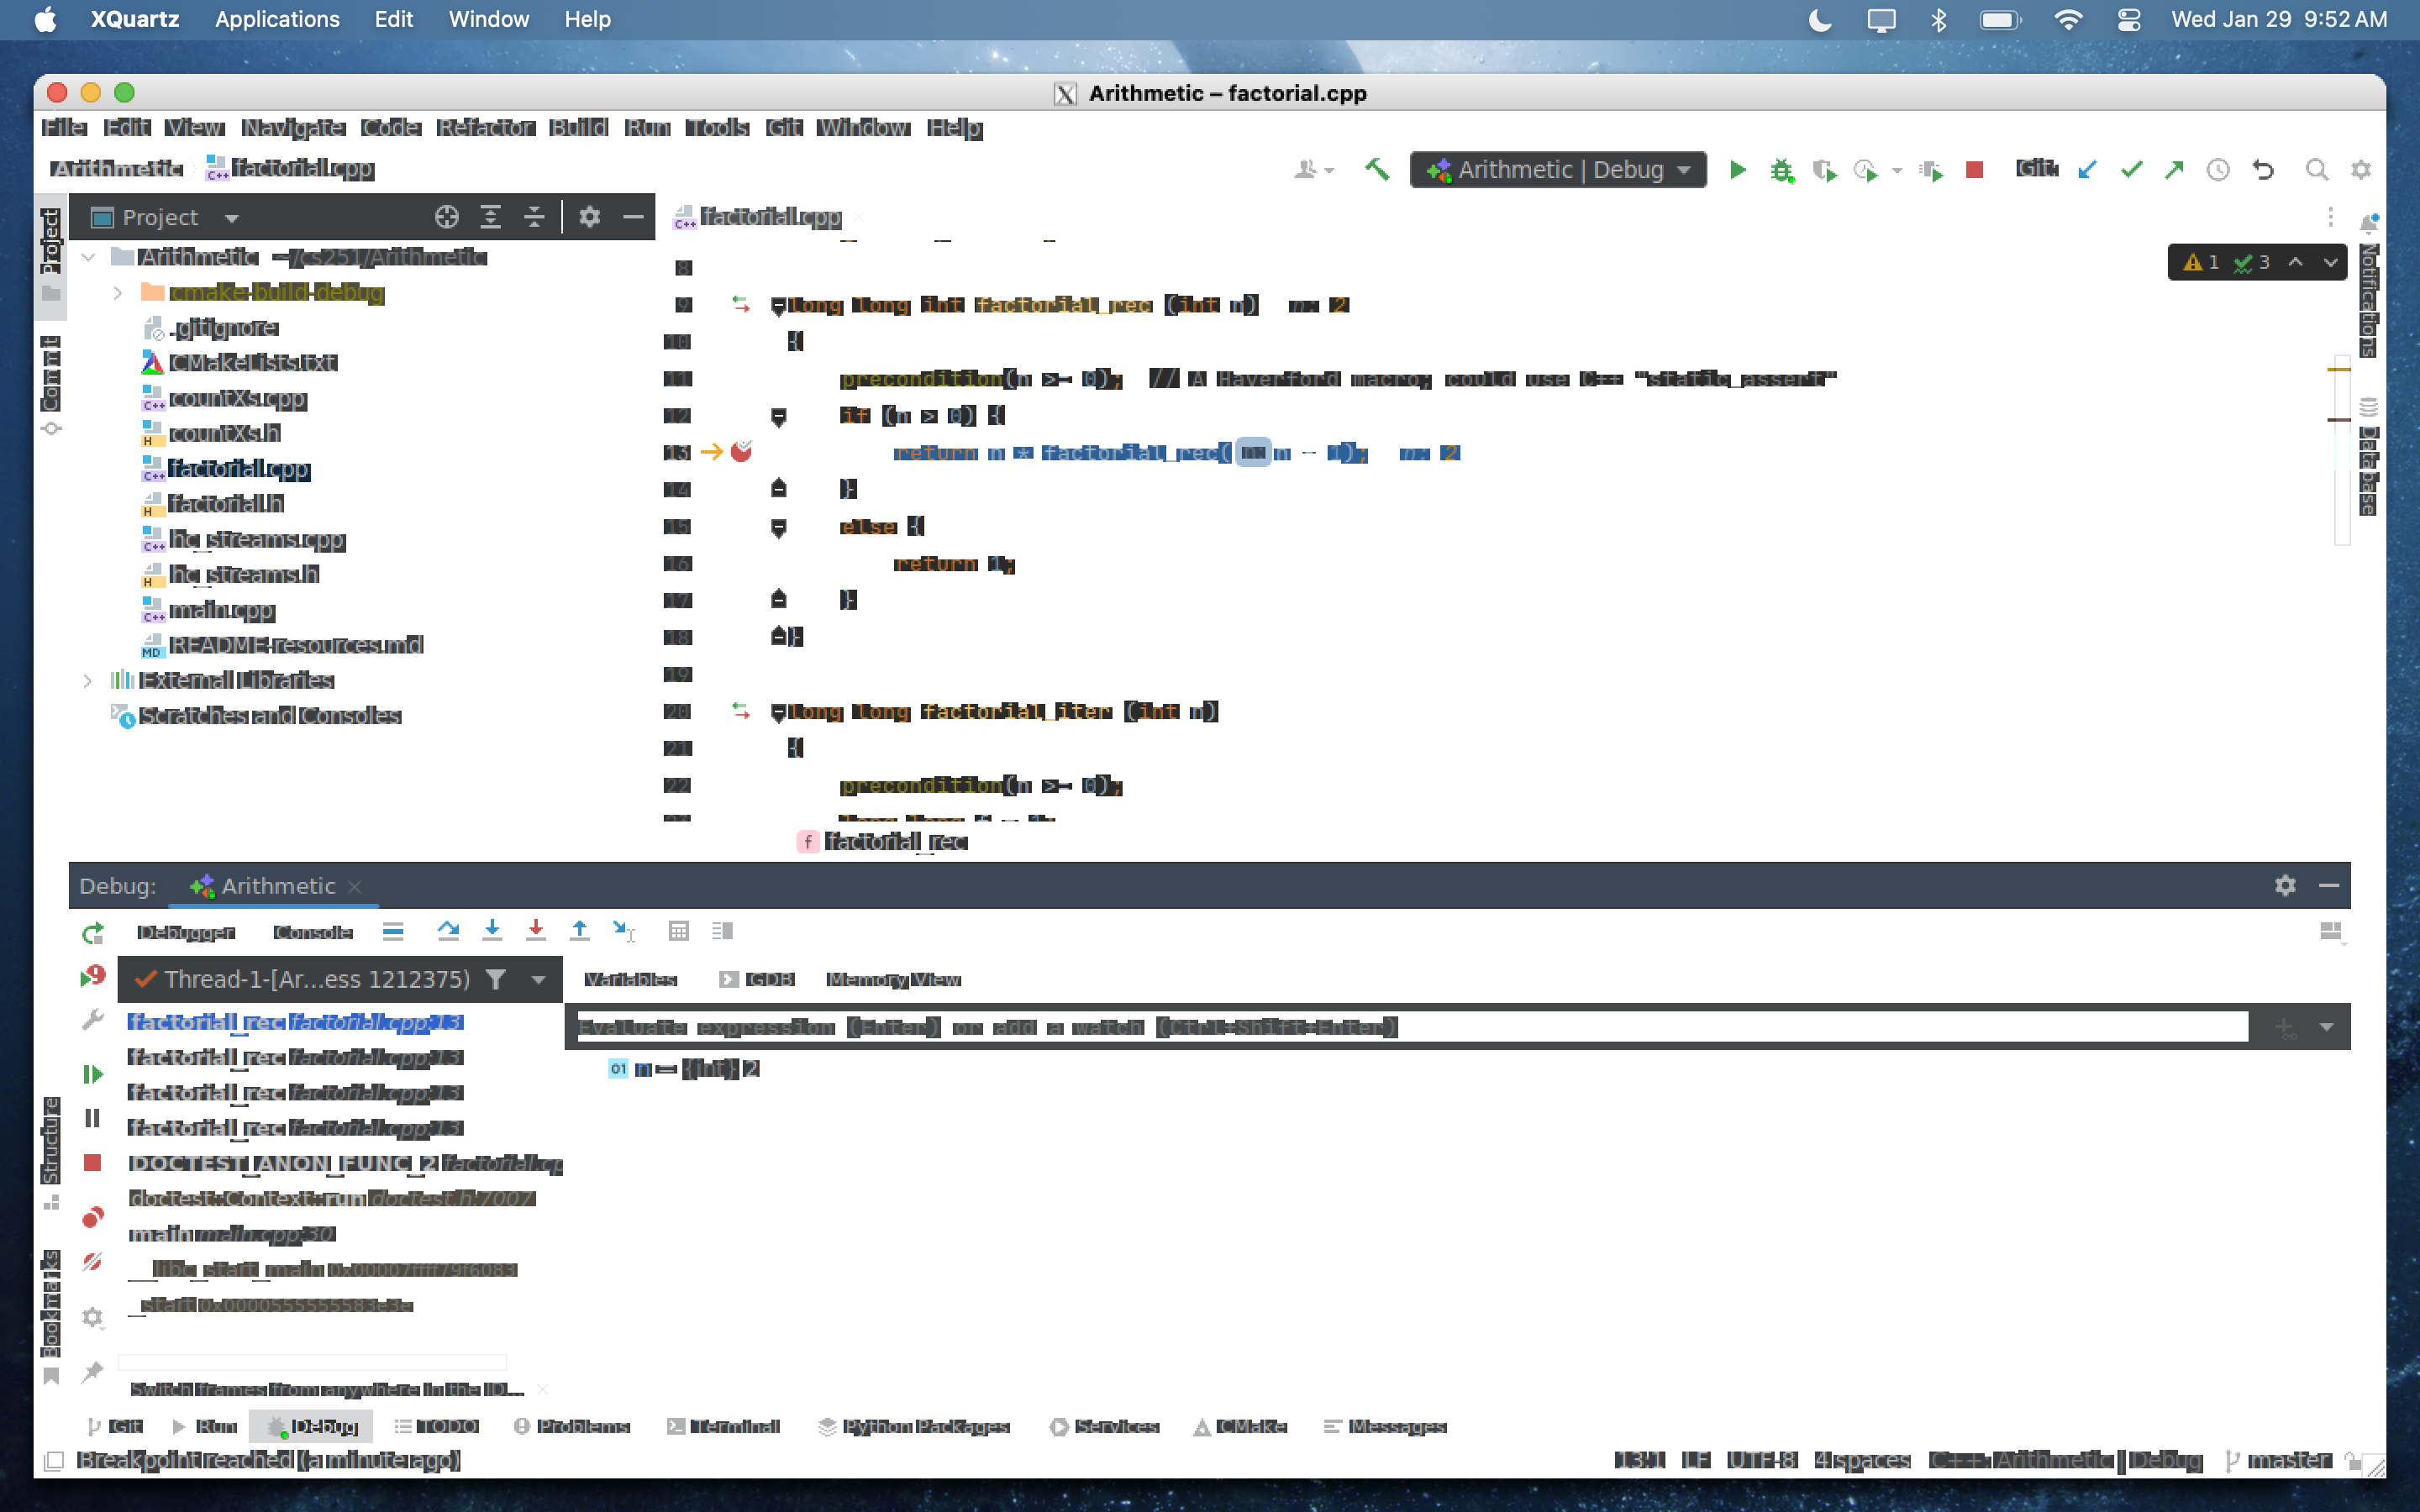 XQuartz Applications Edit Window Help Wed Jan 29 9:52 AM
Arithmetic – factorial.cpp
File Edit View Navigate Code Refactor Build Run Tools Git Window Help
Arithmetic factorial.cpp Arithmetic | Debug Git:
Project
Project
factorial.cpp
Arithmetic ~/cs251/Arithmetic
cmake-build-debug
.gitignore
CMakeLists.txt
countXs.cpp
countXs.h
factorial.cpp
factorial.h
hc_streams.cpp
hc_streams.h
main.cpp
README-resources.md
External Libraries
Scratches and Consoles
Commit
1 3
8
9 long long int factorial_rec (int n) n: 2
10 {
11 precondition(n >= 0); // A Haverford macro; could use C++ "static_assert"
12 if (n > 0) {
13 return n * factorial_rec( n: n - 1); n: 2
14 }
15 else {
16 return 1;
17 }
18 }
19
20 long long factorial_iter (int n)
21 {
22 precondition(n >= 0);
long long f = 1;
f factorial_rec
Notifications
Database
Debug: Arithmetic
Debugger Console
Thread-1-[Ar...ess 1212375)
Variables GDB Memory View
factorial_rec factorial.cpp:13
factorial_rec factorial.cpp:13
factorial_rec factorial.cpp:13
factorial_rec factorial.cpp:13
DOCTEST_ANON_FUNC_2 factorial.cp
doctest::Context::run doctest.h:7007
main main.cpp:30
__libc_start_main 0x00007ffff79f6083
_start 0x0000555555583e3e
Evaluate expression (Enter) or add a watch (Ctrl+Shift+Enter)
01 n = {int} 2
Structure
Bookmarks
Switch frames from anywhere in the ID...
Git Run Debug TODO Problems Terminal Python Packages Services CMake Messages
Breakpoint reached (a minute ago) 13:1 LF UTF-8 4 spaces C++: Arithmetic | Debug master